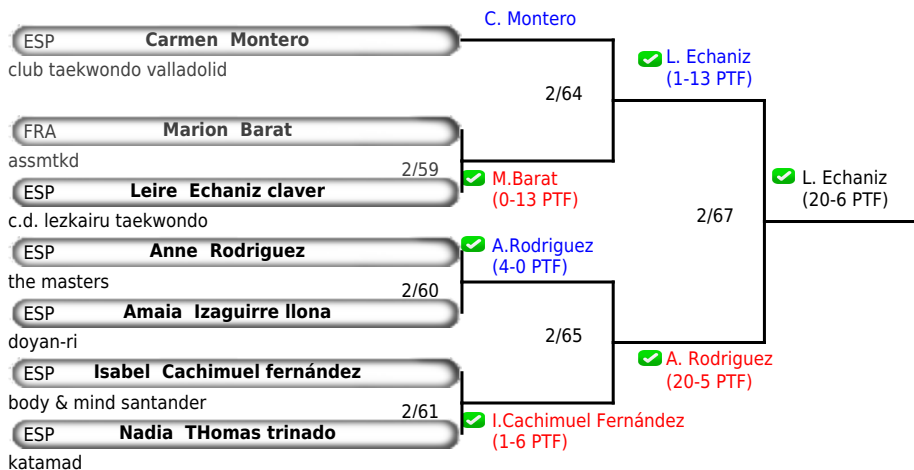 C. Montero
ESP Carmen Montero
club taekwondo valladolid
L. Echaniz
(1-13 PTF)
2/64
FRA Marion Barat
assmtkd
2/59
M.Barat
(0-13 PTF)
ESP Leire Echaniz claver
c.d. lezkairu taekwondo
L. Echaniz
(20-6 PTF)
2/67
ESP Anne Rodriguez
the masters
A.Rodriguez
(4-0 PTF)
2/60
ESP Amaia Izaguirre llona
doyan-ri
2/65
ESP Isabel Cachimuel fernández
body & mind santander
A. Rodriguez
(20-5 PTF)
2/61
I.Cachimuel Fernández
(1-6 PTF)
ESP Nadia THomas trinado
katamad